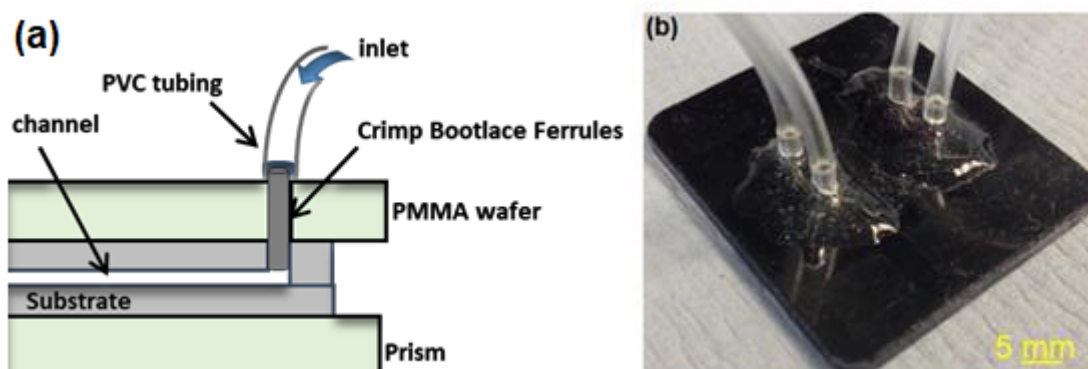 (a)
inlet
PVC tubing
channel
Crimp Bootlace Ferrules
PMMA wafer
Substrate
Prism
(b)
5 mm